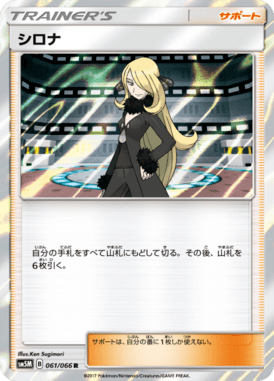 TRAINER'S サポート
シロナ
自分の手札をすべて山札にもどして切る。その後、山札を
6枚引く。
Illus.Ken Sugimori
サポートは、自分の番に1枚しか使えない。
SM5M B 061/066 R
©2017 Pokémon/Nintendo/Creatures/GAME FREAK.